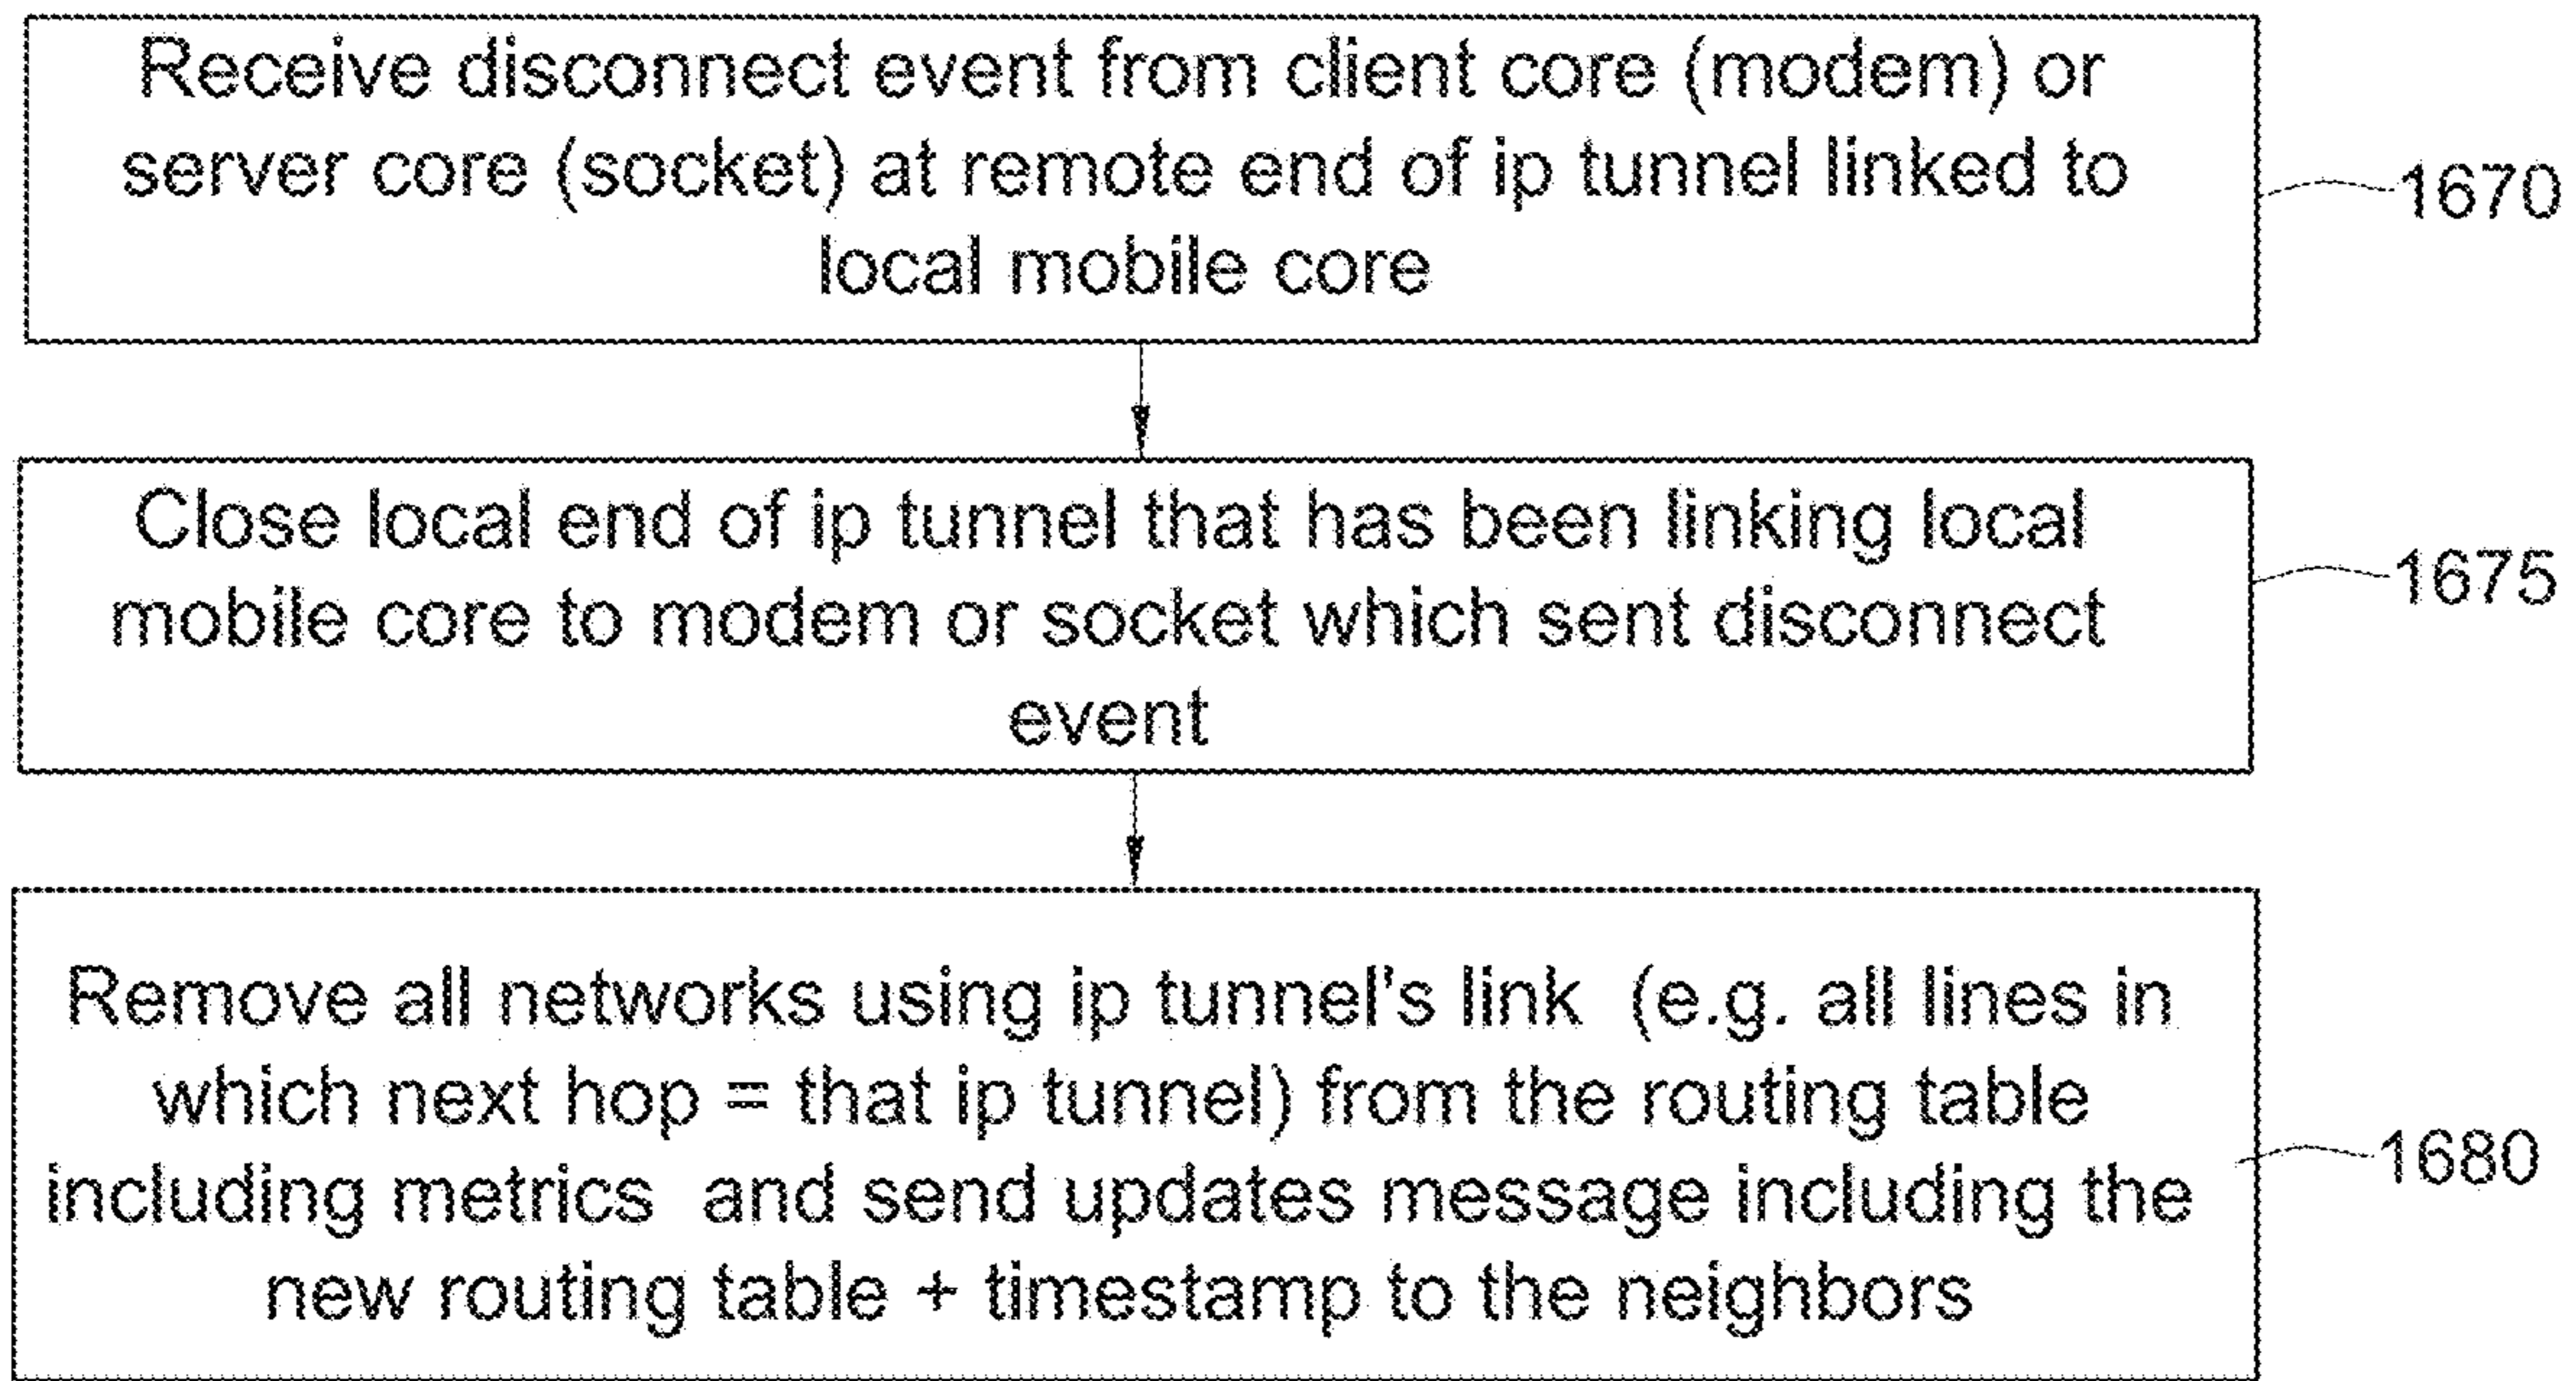 Receive disconnect event from client core (modem) or
server core (socket) at remote end of ip tunnel linked to
local mobile core
1670
Close local end of ip tunnel that has been linking local
mobile core to modem or socket which sent disconnect
event
1675
Remove all networks using ip tunnel's link (e.g. all lines in
which next hop = that ip tunnel) from the routing table
including metrics and send updates message including the
new routing table + timestamp to the neighbors
1680